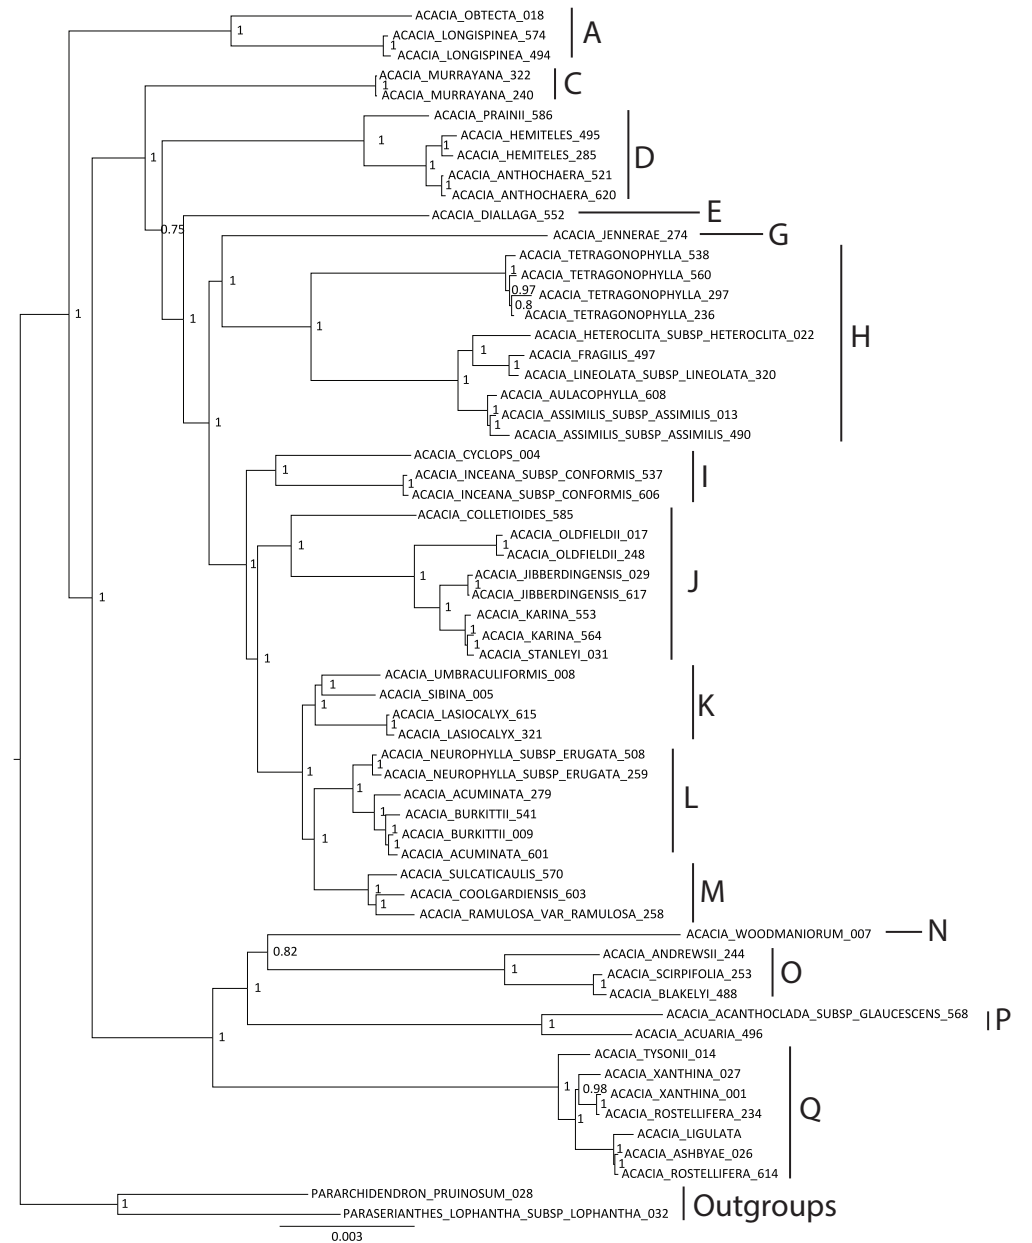 ACACIA_OBTECTA_018
1
ACACIA_LONGISPINEA_574
1
ACACIA_LONGISPINEA_494
A
ACACIA_MURRAYANA_322
1
ACACIA_MURRAYANA_240
C
ACACIA_PRAINII_586
1
ACACIA_HEMITELES_495
1
ACACIA_HEMITELES_285
1
1
ACACIA_ANTHOCHAERA_521
1
ACACIA_ANTHOCHAERA_620
D
ACACIA_DIALLAGA_552
E
0.75
ACACIA_JENNERAE_274
G
ACACIA_TETRAGONOPHYLLA_538
1
ACACIA_TETRAGONOPHYLLA_560
1
0.97
ACACIA_TETRAGONOPHYLLA_297
0.8
ACACIA_TETRAGONOPHYLLA_236
1
1
1
ACACIA_HETEROCLITA_SUBSP_HETEROCLITA_022
H
1
ACACIA_FRAGILIS_497
1
ACACIA_LINEOLATA_SUBSP_LINEOLATA_320
1
ACACIA_AULACOPHYLLA_608
1
ACACIA_ASSIMILIS_SUBSP_ASSIMILIS_013
1
1
ACACIA_ASSIMILIS_SUBSP_ASSIMILIS_490
ACACIA_CYCLOPS_004
1
ACACIA_INCEANA_SUBSP_CONFORMIS_537
1
ACACIA_INCEANA_SUBSP_CONFORMIS_606
I
ACACIA_COLLETIOIDES_585
ACACIA_OLDFIELDII_017
1
1
ACACIA_OLDFIELDII_248
1
1
ACACIA_JIBBERDINGENSIS_029
1
ACACIA_JIBBERDINGENSIS_617
J
1
ACACIA_KARINA_553
1
ACACIA_KARINA_564
1
ACACIA_STANLEYI_031
1
ACACIA_UMBRACULIFORMIS_008
1
ACACIA_SIBINA_005
1
ACACIA_LASIOCALYX_615
1
ACACIA_LASIOCALYX_321
K
ACACIA_NEUROPHYLLA_SUBSP_ERUGATA_508
1
1
ACACIA_NEUROPHYLLA_SUBSP_ERUGATA_259
1
ACACIA_ACUMINATA_279
1
ACACIA_BURKITTII_541
1
ACACIA_BURKITTII_009
1
1
ACACIA_ACUMINATA_601
L
ACACIA_SULCATICAULIS_570
1
ACACIA_COOLGARDIENSIS_603
1
ACACIA_RAMULOSA_VAR_RAMULOSA_258
M
ACACIA_WOODMANIORUM_007
N
0.82
ACACIA_ANDREWSII_244
1
ACACIA_SCIRPIFOLIA_253
1
1
ACACIA_BLAKELYI_488
O
ACACIA_ACANTHOCLADA_SUBSP_GLAUCESCENS_568
1
ACACIA_ACUARIA_496
P
1
ACACIA_TYSONII_014
ACACIA_XANTHINA_027
1
0.98
ACACIA_XANTHINA_001
1
ACACIA_ROSTELLIFERA_234
1
ACACIA_LIGULATA
1
ACACIA_ASHBYAE_026
1
ACACIA_ROSTELLIFERA_614
Q
PARARCHIDENDRON_PRUINOSUM_028
1
PARASERIANTHES_LOPHANTHA_SUBSP_LOPHANTHA_032
Outgroups
0.003